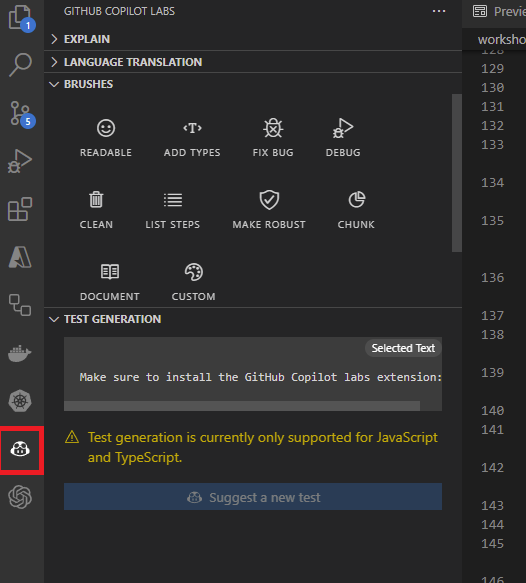 GITHUB COPILOT LABS
Preview
1
EXPLAIN
worksho
LANGUAGE TRANSLATION
BRUSHES
129
130
131
5
132
133
READABLE ADD TYPES FIX BUG DEBUG
134
CLEAN LIST STEPS MAKE ROBUST CHUNK
135
136
DOCUMENT CUSTOM
TEST GENERATION
137
138
Selected Text
139
Make sure to install the GitHub Copilot labs extension:
140
141
Test generation is currently only supported for JavaScript
and TypeScript.
142
Suggest a new test
143
144
145
146